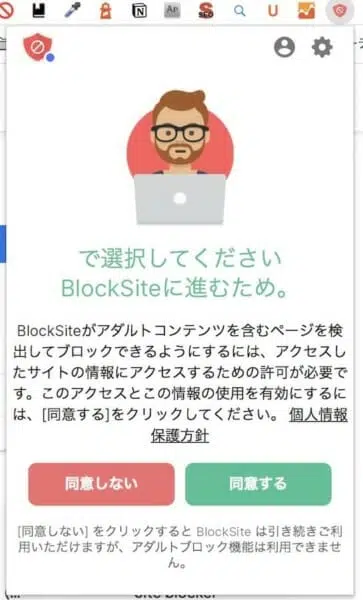 で選択してください
BlockSiteに進むため。
BlockSiteがアダルトコンテンツを含むページを検
出してブロックできるようにするには、アクセスし
たサイトの情報にアクセスするための許可が必要で
す。このアクセスとこの情報の使用を有効にするに
は、[同意する]をクリックしてください。 個人情報
保護方針
同意しない
同意する
[同意しない] をクリックすると BlockSite は引き続きご利
用いただけますが、アダルトブロック機能は利用できませ
ん。